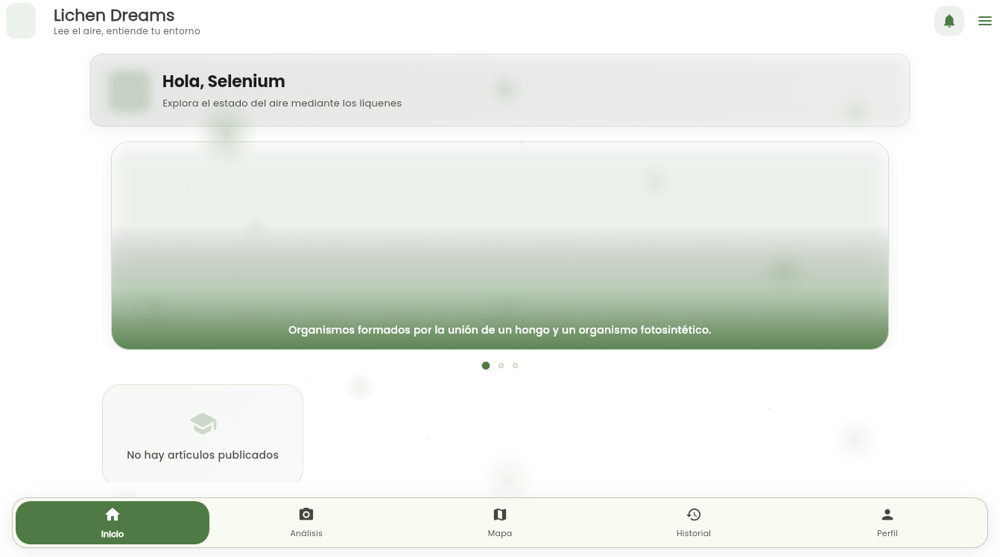 Lichen Dreams
Lee el aire, entiende tu entorno
Hola, Selenium
Explora el estado del aire mediante los líquenes
Organismos formados por la unión de un hongo y un organismo fotosintético.
No hay artículos publicados
Inicio
Análisis
Mapa
Historial
Perfil